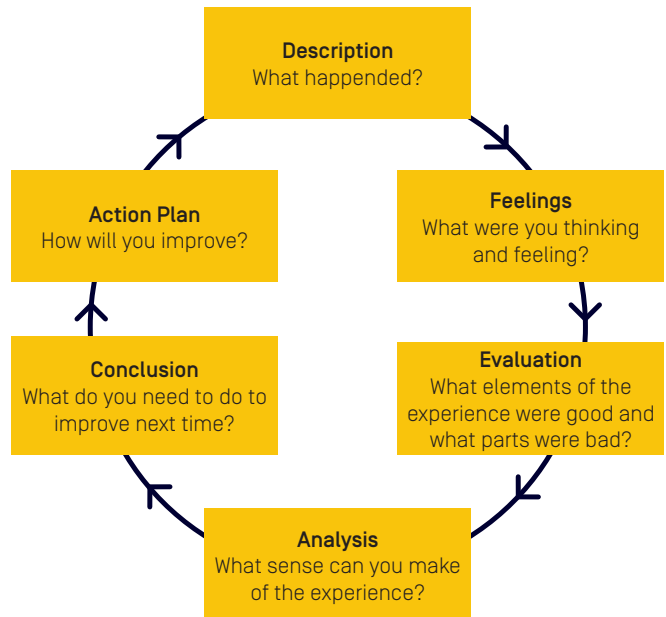 Description
What happended?
Feelings
What were you thinking
and feeling?
Evaluation
What elements of the
experience were good and
what parts were bad?
Analysis
What sense can you make
of the experience?
Conclusion
What do you need to do to
improve next time?
Action Plan
How will you improve?